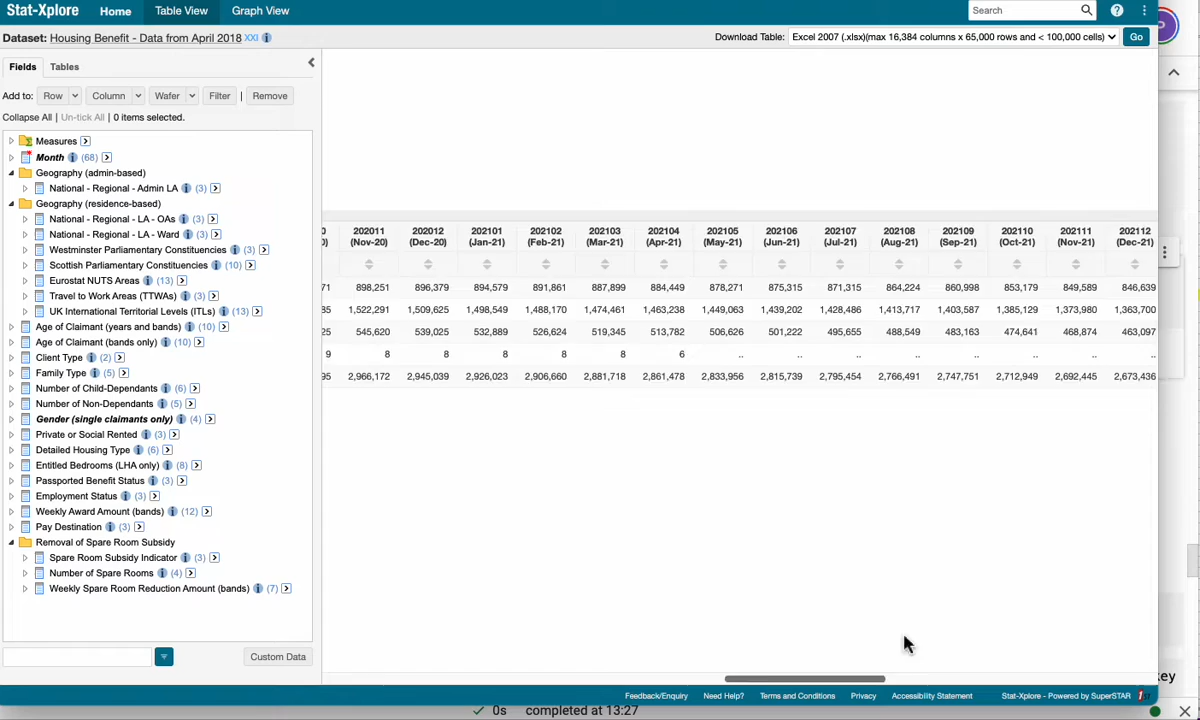 Stat-Xplore Home Table View Graph View Search
Dataset: Housing Benefit - Data from April 2018 XXI
Download Table: Excel 2007 (.xlsx)(max 16,384 columns x 65,000 rows and < 100,000 cells) Go
Fields Tables
Add to: Row Column Wafer Filter | Remove
Collapse All | Un-tick All | 0 items selected.
Measures
Month (68)
Geography (admin-based)
National - Regional - Admin LA (3)
Geography (residence-based)
National - Regional - LA - OAs (3)
National - Regional - LA - Ward (3)
Westminster Parliamentary Constituencies (3)
Scottish Parliamentary Constituencies (10)
Eurostat NUTS Areas (13)
Travel to Work Areas (TTWAs) (3)
UK International Territorial Levels (ITLs) (13)
Age of Claimant (years and bands) (10)
Age of Claimant (bands only) (10)
Client Type (2)
Family Type (5)
Number of Child-Dependants (6)
Number of Non-Dependants (5)
Gender (single claimants only) (4)
Private or Social Rented (3)
Detailed Housing Type (6)
Entitled Bedrooms (LHA only) (8)
Passported Benefit Status (3)
Employment Status (3)
Weekly Award Amount (bands) (12)
Pay Destination (3)
Removal of Spare Room Subsidy
Spare Room Subsidy Indicator (3)
Number of Spare Rooms (4)
Weekly Spare Room Reduction Amount (bands) (7)
Custom Data
0 202011 202012 202101 202102 202103 202104 202105 202106 202107 202108 202109 202110 202111 202112
0) (Nov-20) (Dec-20) (Jan-21) (Feb-21) (Mar-21) (Apr-21) (May-21) (Jun-21) (Jul-21) (Aug-21) (Sep-21) (Oct-21) (Nov-21) (Dec-21)
71 898,251 896,379 894,579 891,861 887,899 884,449 878,271 875,315 871,315 864,224 860,998 853,179 849,589 846,639
85 1,522,291 1,509,625 1,498,549 1,488,170 1,474,461 1,463,238 1,449,063 1,439,202 1,428,486 1,413,717 1,403,587 1,385,129 1,373,980 1,363,700
25 545,620 539,025 532,889 526,624 519,345 513,782 506,626 501,222 495,655 488,549 483,163 474,641 468,874 463,097
9 8 8 8 8 8 6 .. .. .. .. .. .. .. ..
95 2,966,172 2,945,039 2,926,023 2,906,660 2,881,718 2,861,478 2,833,956 2,815,739 2,795,454 2,766,491 2,747,751 2,712,949 2,692,445 2,673,436
key
Feedback/Enquiry Need Help? Terms and Conditions Privacy Accessibility Statement Stat-Xplore - Powered by SuperSTAR
0s completed at 13:27